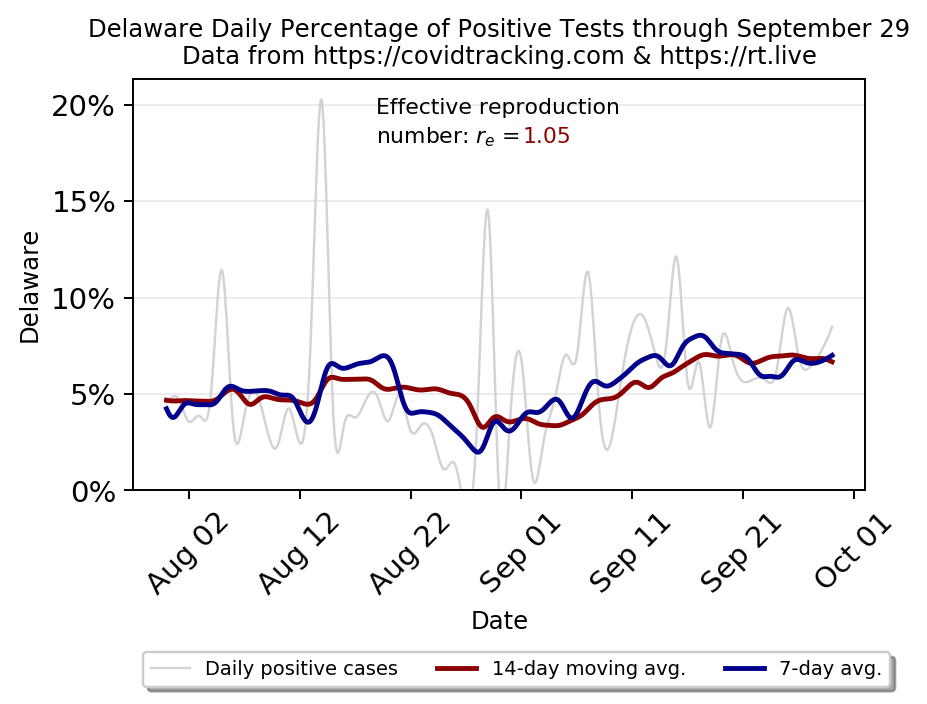 Delaware Daily Percentage of Positive Tests through September 29
Data from https://covidtracking.com & https://rt.live
20%
15%
10%
5%
0%
Effective reproduction
number: rₑ = 1.05
Delaware
Aug 02
Aug 12
Aug 22
Sep 01
Sep 11
Sep 21
Oct 01
Date
Daily positive cases
14-day moving avg.
7-day avg.